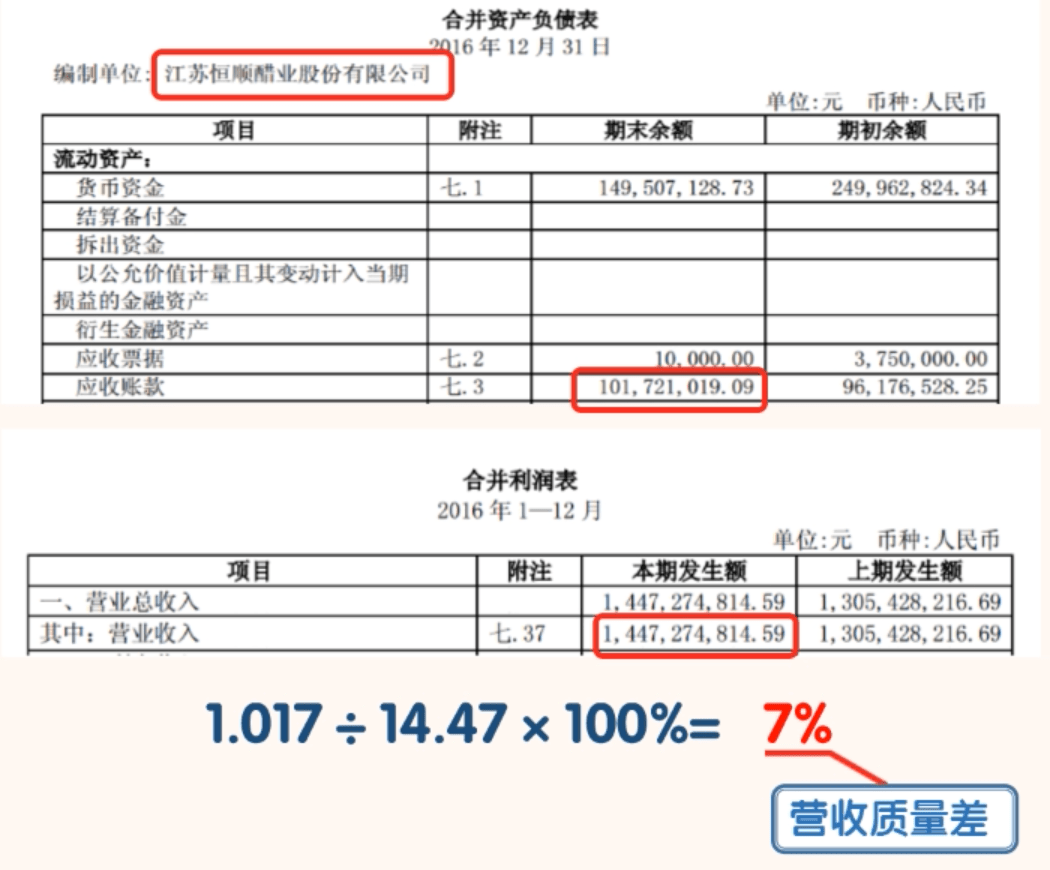 合并资产负债表
2016 年 12 月 31 日
编制单位: 江苏恒顺醋业股份有限公司
单位:元 币种:人民币
项目 附注 期末余额 期初余额
流动资产:
货币资金 七.1 149,507,128.73 249,962,824.34
结算备付金
拆出资金
以公允价值计量且其变动计入当期
损益的金融资产
衍生金融资产
应收票据 七.2 10,000.00 3,750,000.00
应收账款 七.3 101,721,019.09 96,176,528.25
合并利润表
2016 年 1—12 月
单位:元 币种:人民币
项目 附注 本期发生额 上期发生额
一、营业总收入 1,447,274,814.59 1,305,428,216.69
其中: 营业收入 七.37 1,447,274,814.59 1,305,428,216.69
1.017 ÷ 14.47 × 100%= 7%
营收质量差